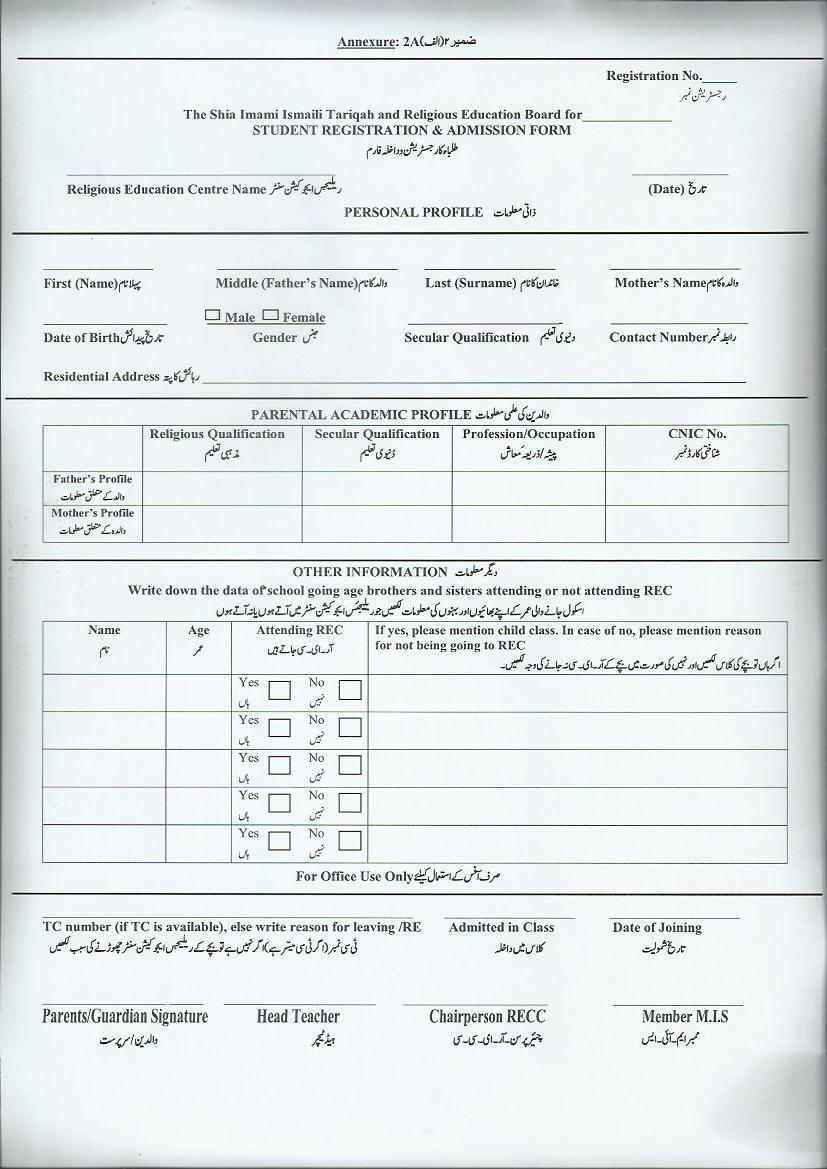 Annexure: 2A ضمیر ۲(الف)
Registration No.
رجسٹریشن نمبر
The Shia Imami Ismaili Tariqah and Religious Education Board for
STUDENT REGISTRATION & ADMISSION FORM
طلباء کا رجسٹریشن و داخلہ فارم
Religious Education Centre Name ریلیجس ایجوکیشن سنٹر (Date) تاریخ
PERSONAL PROFILE ذاتی معلومات
First (Name) پہلا نام Middle (Father's Name) والد کا نام Last (Surname) خاندان کا نام Mother's Name والدہ کا نام
Male Female
Date of Birth تاریخ پیدائش Gender جنس Secular Qualification دنیوی تعلیم Contact Number رابطہ نمبر
Residential Address رہائش کا پتہ
PARENTAL ACADEMIC PROFILE والدین کی علمی معلومات
Religious Qualification Secular Qualification Profession/Occupation CNIC No.
مذہبی تعلیم دنیوی تعلیم پیشہ/ذریعہ معاش شناختی کارڈ نمبر
Father's Profile
والد کے متعلق معلومات
Mother's Profile
والدہ کے متعلق معلومات
OTHER INFORMATION دیگر معلومات
Write down the data of school going age brothers and sisters attending or not attending REC
اسکول جانے والی عمر کے اپنے بھائیوں اور بہنوں کی معلومات لکھیں جو ریلیجئس ایجوکیشن سنٹر میں آتے ہوں یا نہ آتے ہوں
Name Age Attending REC If yes, please mention child class. In case of no, please mention reason
for not being going to REC
نام عمر آر۔ای۔سی جاتے ہیں
اگر ہاں تو بچے کی کلاس لکھیں اور نہیں کی صورت میں بچے کے آر۔ای۔سی نہ جانے کی وجہ لکھیں۔
Yes No
ہاں نہیں
Yes No
ہاں نہیں
Yes No
ہاں نہیں
Yes No
ہاں نہیں
Yes No
ہاں نہیں
For Office Use Only صرف آفس کے استعمال کیلئے
TC number (if TC is available), else write reason for leaving /RE Admitted in Class Date of Joining
ٹی سی نمبر (اگر ٹی سی میسر ہے) اگر نہیں ہے تو بچے کے ریلیجس ایجوکیشن سنٹر چھوڑنے کی سبب لکھیں کلاس میں داخلہ تاریخ شمولیت
Parents/Guardian Signature Head Teacher Chairperson RECC Member M.I.S
والدین/سرپرست ہیڈ ٹیچر چیئرپرسن۔آر۔ای۔سی۔سی ممبر ایم۔آئی۔ایس